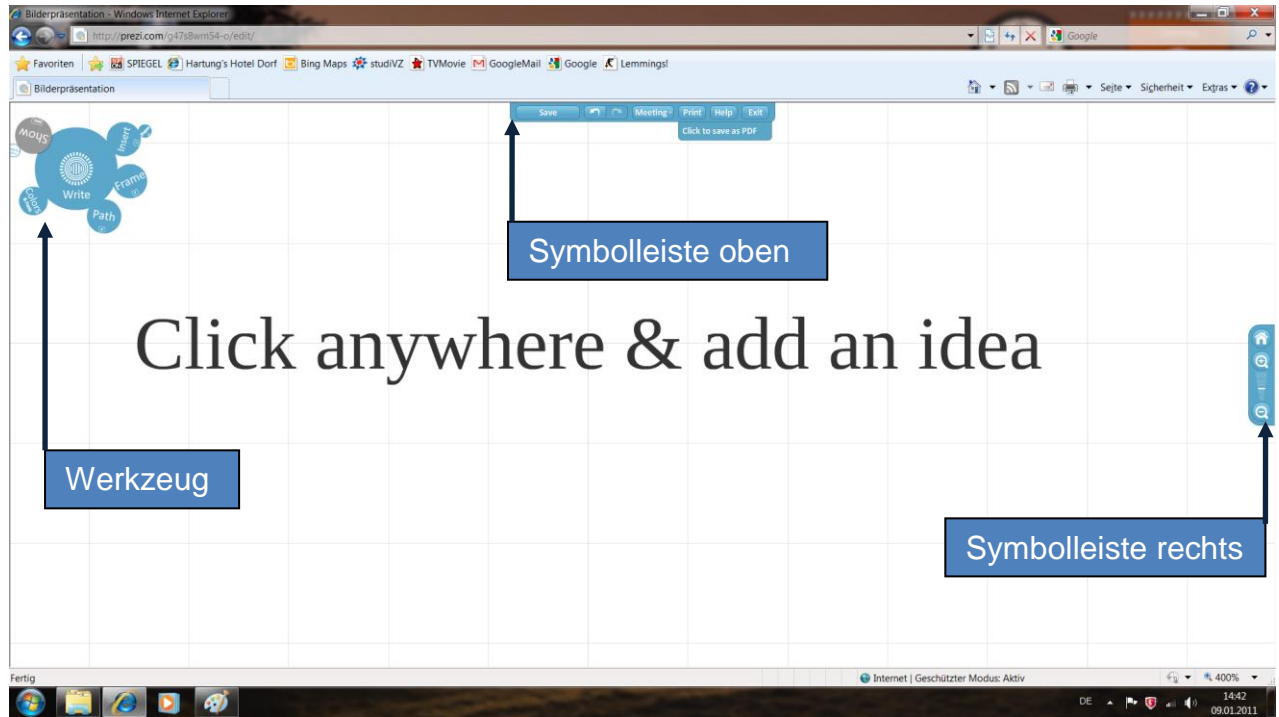 Bilderpräsentation - Windows Internet Explorer
http://prezi.com/g47s8wm54-o/edit/
Google
Favoriten SPIEGEL Hartung's Hotel Dorf Bing Maps studiVZ TVMovie GoogleMail Google Lemmings!
Bilderpräsentation
Seite Sicherheit Extras
Save Meeting Print Help Exit
Click to save as PDF
Show
Insert
Frame
Write
Colors
Path
Symbolleiste oben
Click anywhere & add an idea
Werkzeug
Symbolleiste rechts
Fertig
Internet | Geschützter Modus: Aktiv
400%
DE
14:42
09.01.2011